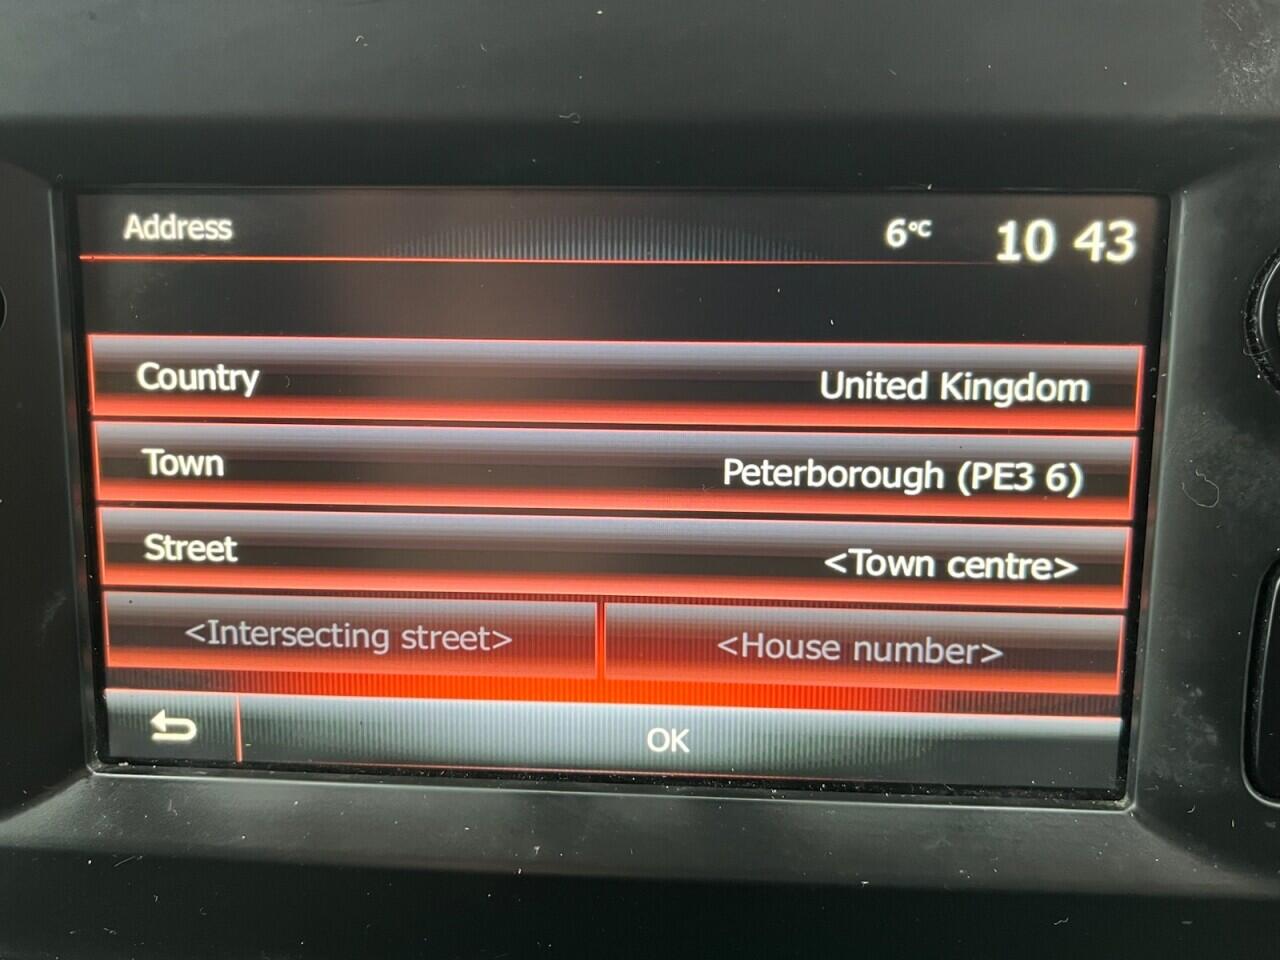 Address 6°C 10 43
Country United Kingdom
Town Peterborough (PE3 6)
Street <Town centre>
<Intersecting street> <House number>
OK